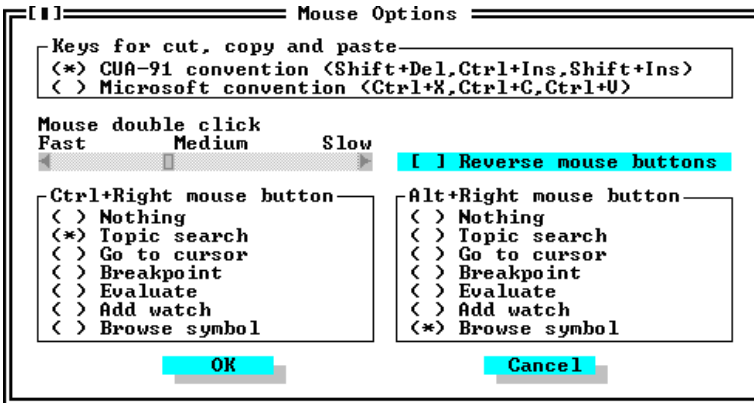 [▮] Mouse Options
Keys for cut, copy and paste
(*) CUA-91 convention (Shift+Del,Ctrl+Ins,Shift+Ins)
( ) Microsoft convention (Ctrl+X,Ctrl+C,Ctrl+V)
Mouse double click
Fast Medium Slow
[ ] Reverse mouse buttons
Ctrl+Right mouse button
( ) Nothing
(*) Topic search
( ) Go to cursor
( ) Breakpoint
( ) Evaluate
( ) Add watch
( ) Browse symbol
Alt+Right mouse button
( ) Nothing
( ) Topic search
( ) Go to cursor
( ) Breakpoint
( ) Evaluate
( ) Add watch
(*) Browse symbol
OK Cancel